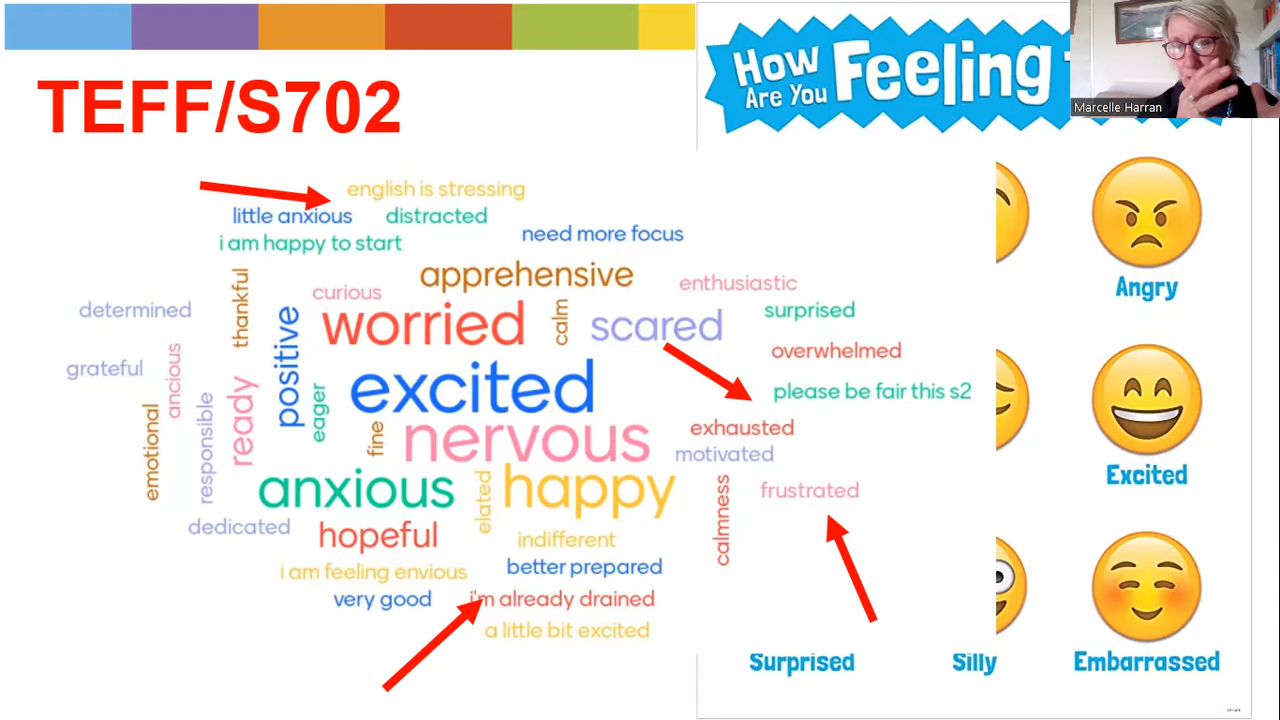 TEFF/S702
How
Are You
Feeling
Marcelle Harran
english is stressing
little anxious
distracted
i am happy to start
need more focus
thankful
curious
apprehensive
enthusiastic
determined
positive
worried
calm
scared
surprised
overwhelmed
grateful
ancious
excited
please be fair this s2
emotional
responsible
ready
eager
fine
nervous
exhausted
motivated
anxious
elated
happy
calmness
frustrated
dedicated
hopeful
indifferent
i am feeling envious
better prepared
very good
i'm already drained
a little bit excited
Angry
Excited
Surprised
Silly
Embarrassed